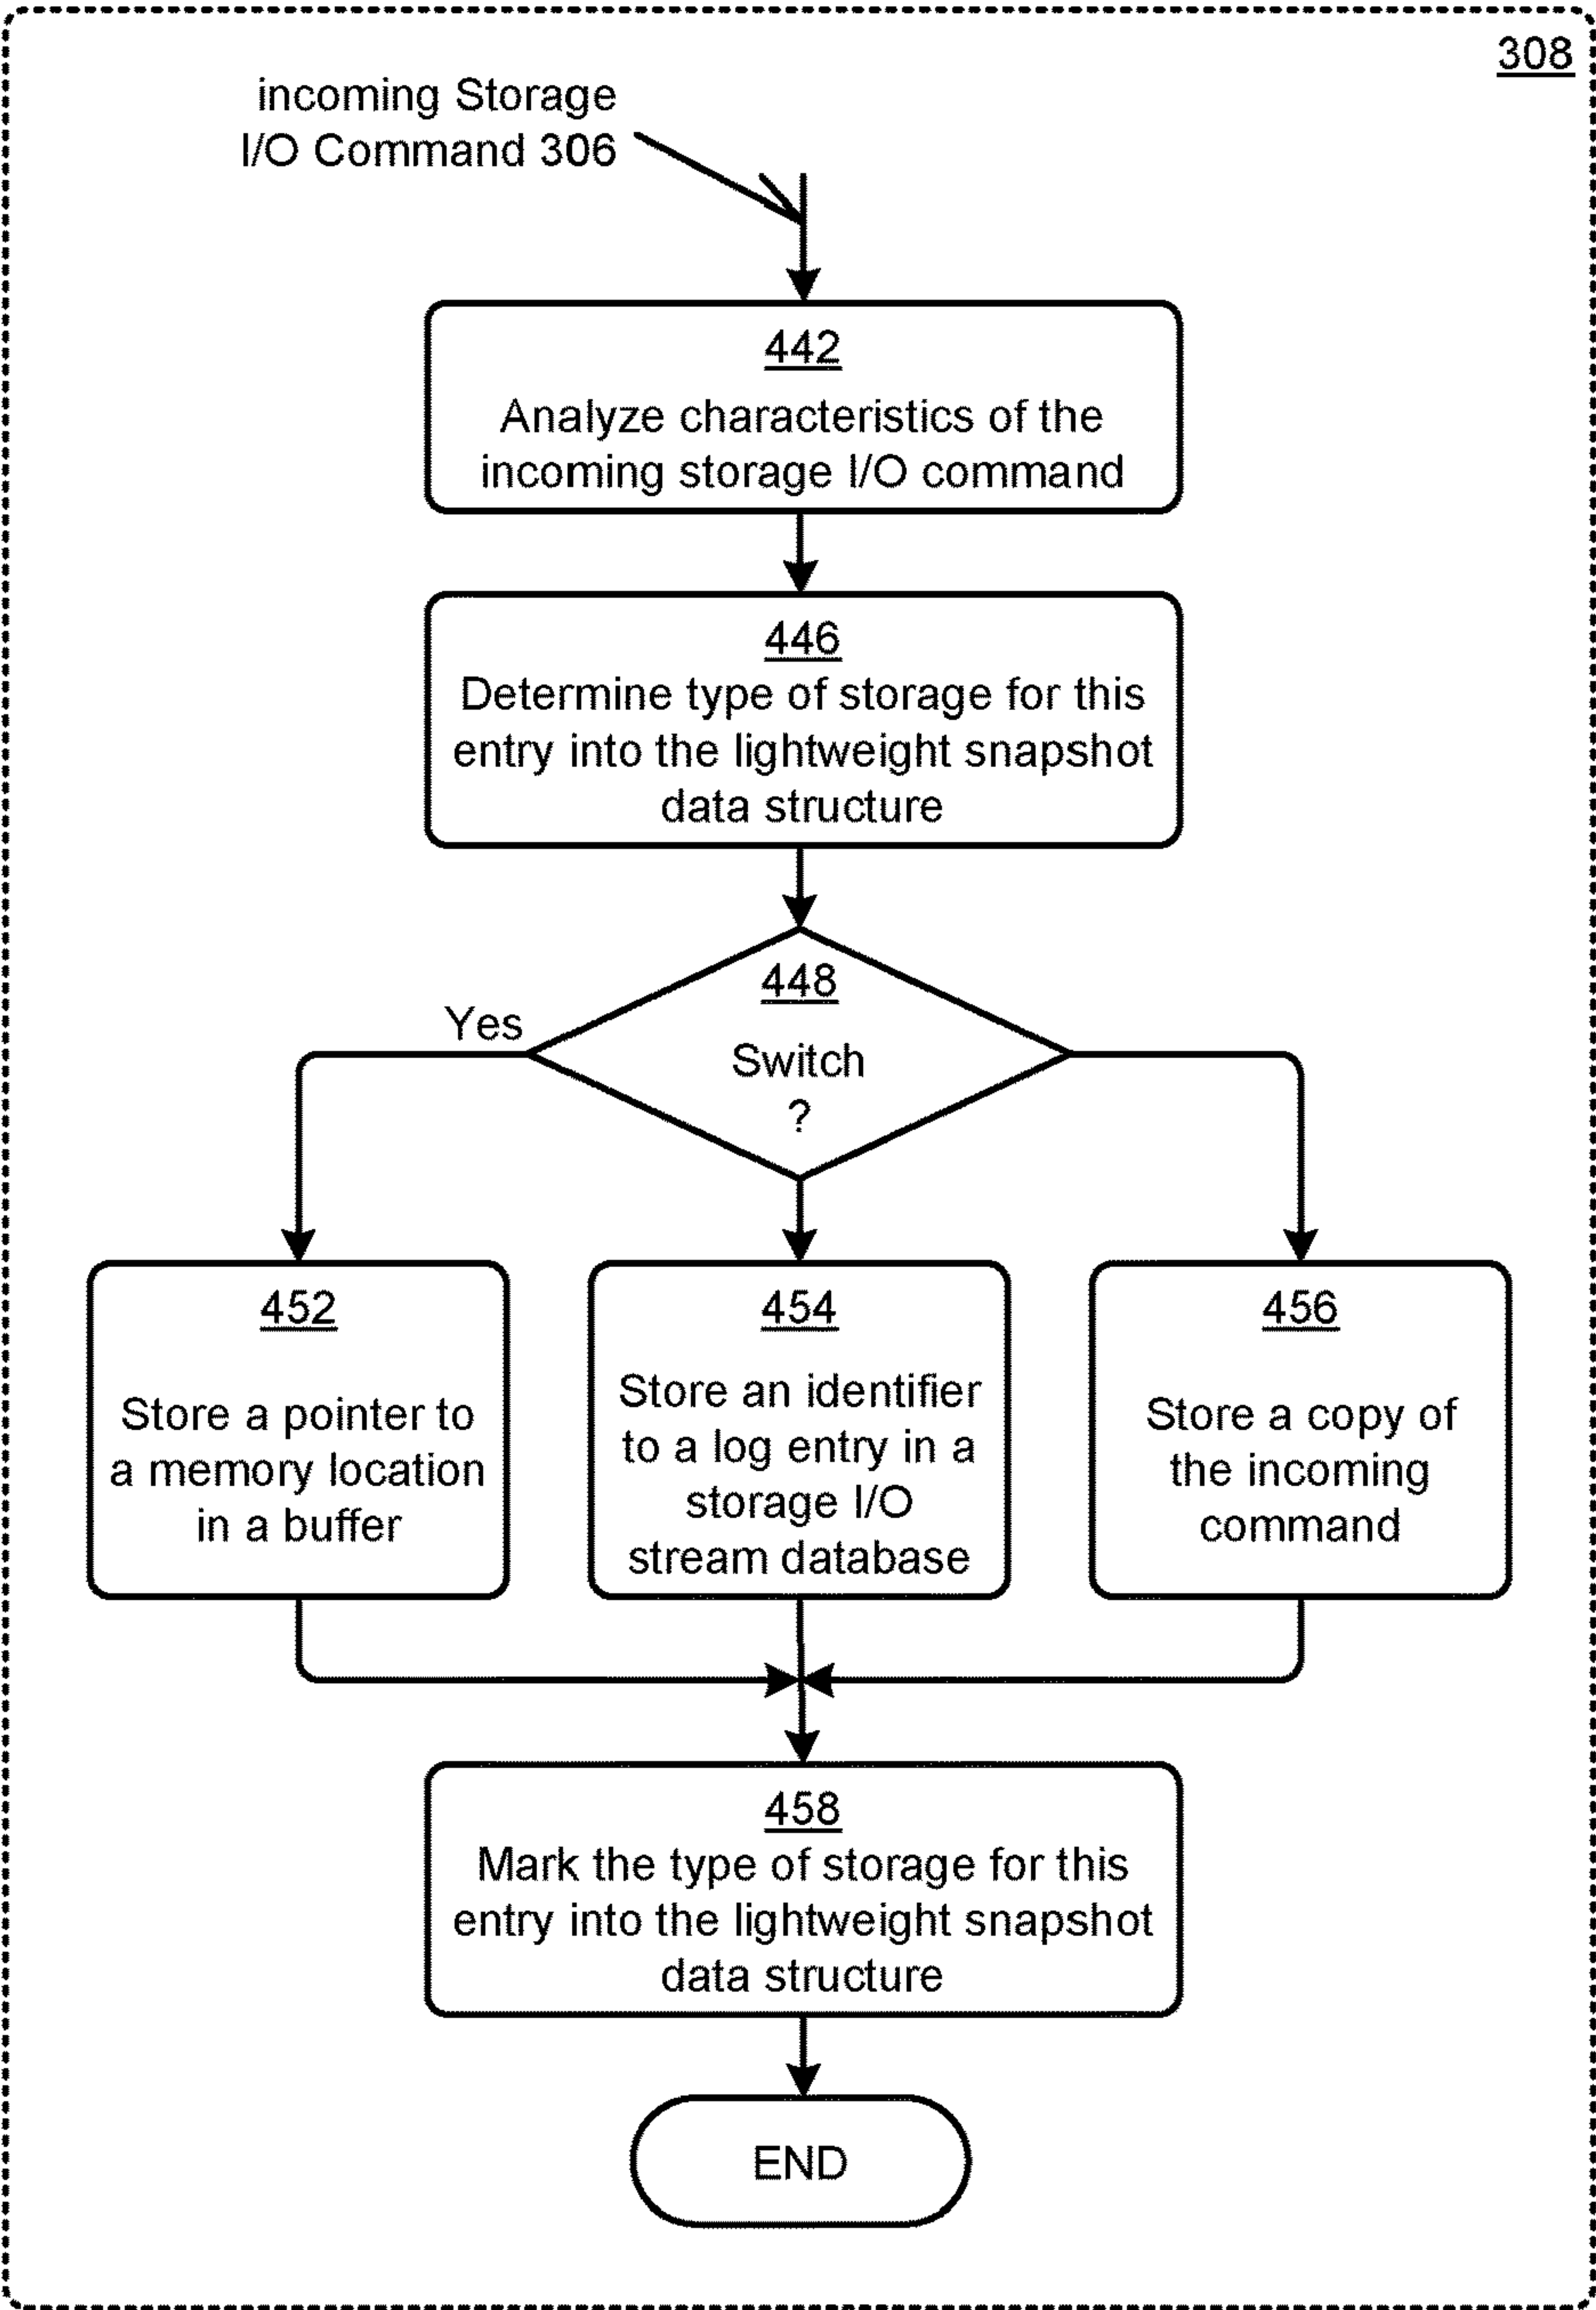 308
incoming Storage
I/O Command 306
442
Analyze characteristics of the
incoming storage I/O command
446
Determine type of storage for this
entry into the lightweight snapshot
data structure
448
Yes
Switch
?
452
Store a pointer to
a memory location
in a buffer
454
Store an identifier
to a log entry in a
storage I/O
stream database
456
Store a copy of
the incoming
command
458
Mark the type of storage for this
entry into the lightweight snapshot
data structure
END